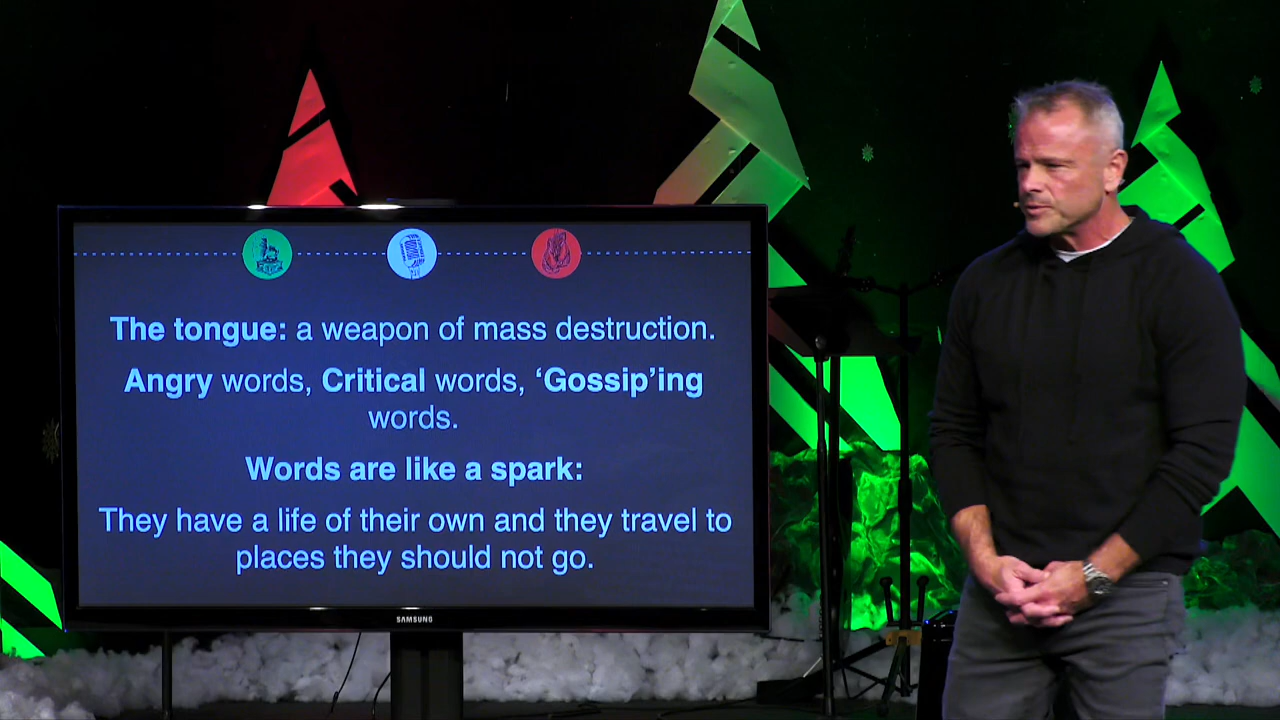 The tongue: a weapon of mass destruction.
Angry words, Critical words, ‘Gossip’ing
words.
Words are like a spark:
They have a life of their own and they travel to
places they should not go.
SAMSUNG